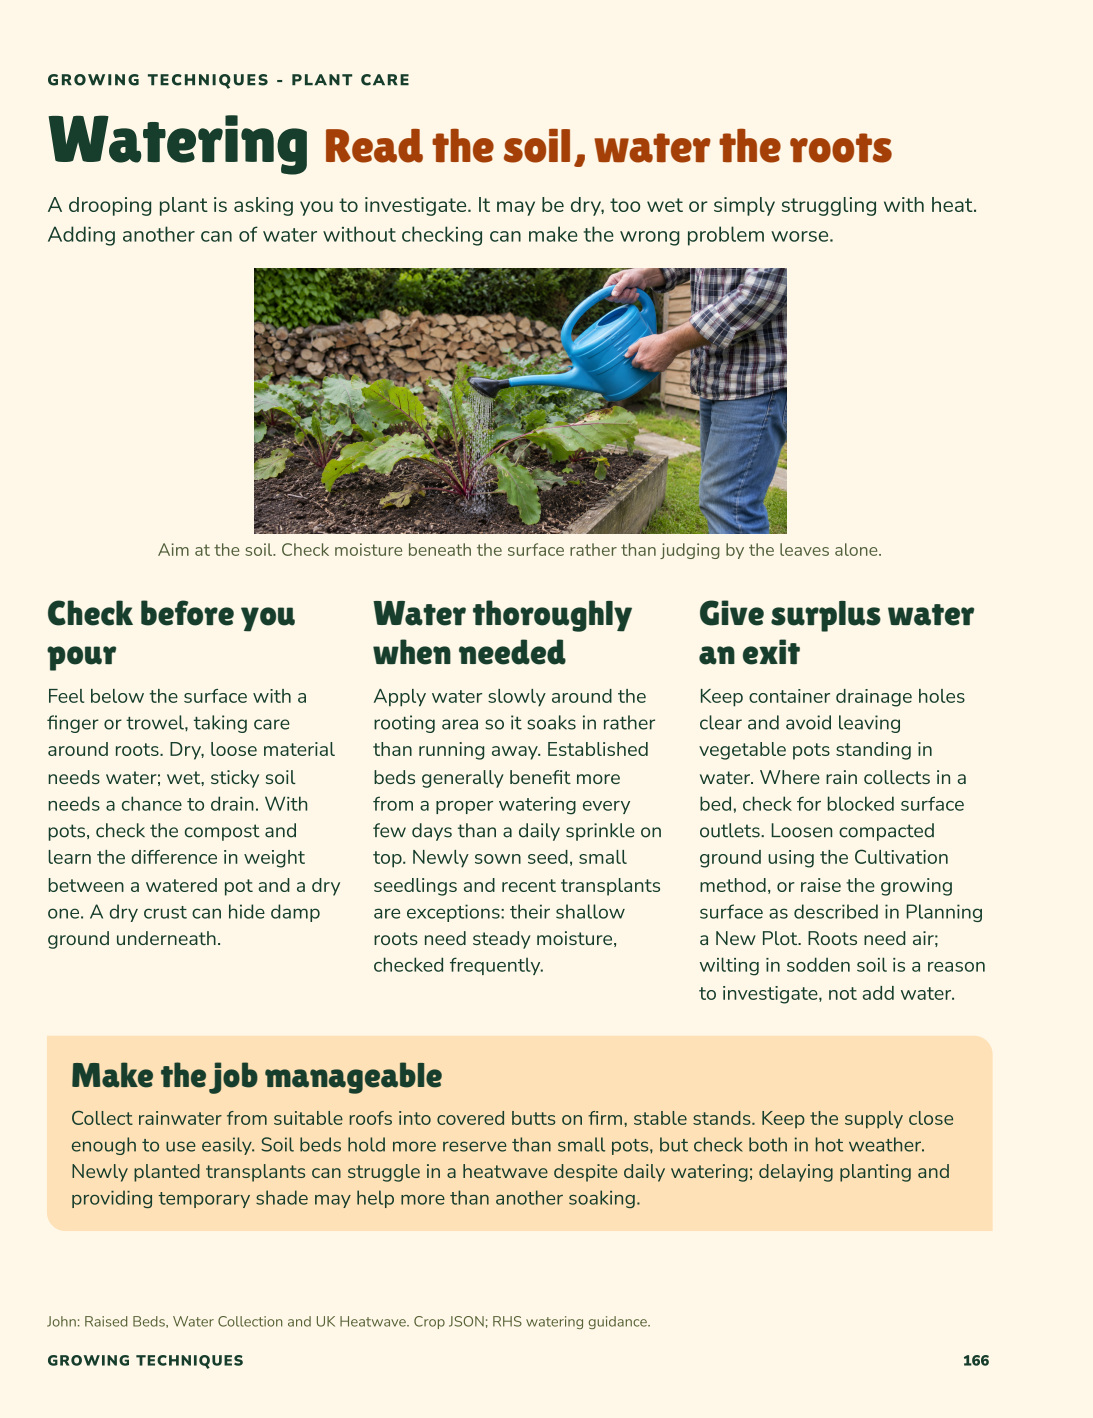 GROWING TECHNIQUES - PLANT CARE
Watering Read the soil, water the roots
A drooping plant is asking you to investigate. It may be dry, too wet or simply struggling with heat.
Adding another can of water without checking can make the wrong problem worse.
Aim at the soil. Check moisture beneath the surface rather than judging by the leaves alone.
Check before you
pour
Feel below the surface with a
finger or trowel, taking care
around roots. Dry, loose material
needs water; wet, sticky soil
needs a chance to drain. With
pots, check the compost and
learn the difference in weight
between a watered pot and a dry
one. A dry crust can hide damp
ground underneath.
Water thoroughly
when needed
Apply water slowly around the
rooting area so it soaks in rather
than running away. Established
beds generally benefit more
from a proper watering every
few days than a daily sprinkle on
top. Newly sown seed, small
seedlings and recent transplants
are exceptions: their shallow
roots need steady moisture,
checked frequently.
Give surplus water
an exit
Keep container drainage holes
clear and avoid leaving
vegetable pots standing in
water. Where rain collects in a
bed, check for blocked surface
outlets. Loosen compacted
ground using the Cultivation
method, or raise the growing
surface as described in Planning
a New Plot. Roots need air;
wilting in sodden soil is a reason
to investigate, not add water.
Make the job manageable
Collect rainwater from suitable roofs into covered butts on firm, stable stands. Keep the supply close
enough to use easily. Soil beds hold more reserve than small pots, but check both in hot weather.
Newly planted transplants can struggle in a heatwave despite daily watering; delaying planting and
providing temporary shade may help more than another soaking.
John: Raised Beds, Water Collection and UK Heatwave. Crop JSON; RHS watering guidance.
GROWING TECHNIQUES
166